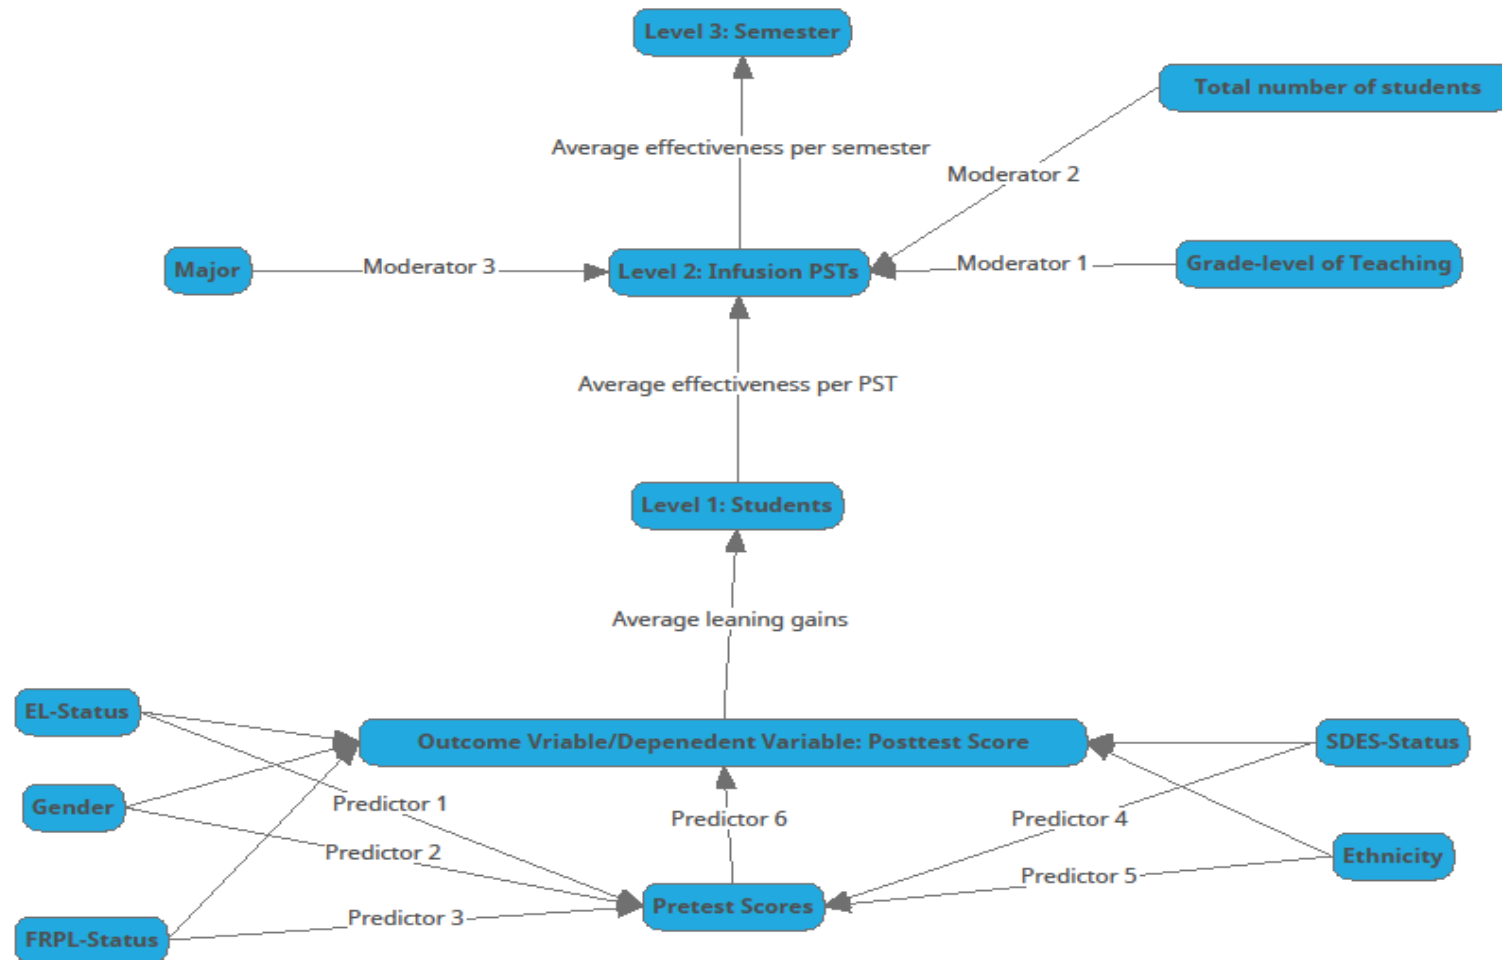 Level 3: Semester
Total number of students
Average effectiveness per semester
Moderator 2
Major
Moderator 3
Level 2: Infusion PSTs
Moderator 1
Grade-level of Teaching
Average effectiveness per PST
Level 1: Students
Average leaning gains
EL-Status
Outcome Vriable/Depenedent Variable: Posttest Score
SDES-Status
Gender
Predictor 1
Predictor 6
Predictor 4
Predictor 2
Ethnicity
Predictor 5
Pretest Scores
Predictor 3
FRPL-Status